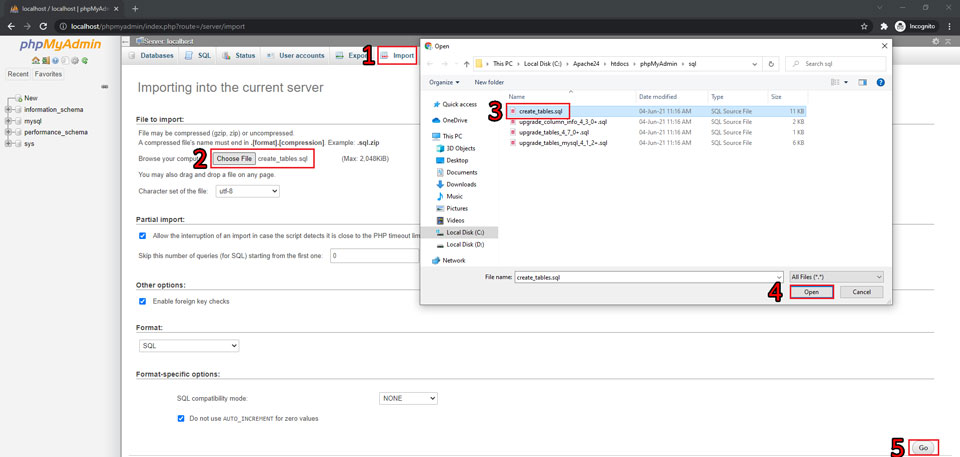 localhost / localhost | phpMyAdmin
localhost/phpmyadmin/index.php?route=/server/import
Incognito
phpMyAdmin
Recent Favorites
New
information_schema
mysql
performance_schema
sys
Server: localhost
Databases SQL Status User accounts Export Import
1
Importing into the current server
File to import:
File may be compressed (gzip, zip) or uncompressed.
A compressed file's name must end in .[format].[compression]. Example: .sql.zip
Browse your compu
2
Choose File create_tables.sql (Max: 2,048KiB)
You may also drag and drop a file on any page.
Character set of the file: utf-8
Partial import:
Allow the interruption of an import in case the script detects it is close to the PHP timeout lim
Skip this number of queries (for SQL) starting from the first one: 0
Other options:
Enable foreign key checks
Format:
SQL
Format-specific options:
SQL compatibility mode: NONE
Do not use AUTO_INCREMENT for zero values
5
Go
Open
This PC Local Disk (C:) Apache24 htdocs phpMyAdmin sql
Search sql
Organize New folder
Quick access
OneDrive
This PC
3D Objects
Desktop
Documents
Downloads
Music
Pictures
Videos
Local Disk (C:)
Local Disk (D:)
Network
Name Date modified Type Size
3
create_tables.sql 04-Jun-21 11:16 AM SQL Source File 11 KB
upgrade_column_info_4_3_0+.sql 04-Jun-21 11:16 AM SQL Source File 2 KB
upgrade_tables_4_7_0+.sql 04-Jun-21 11:16 AM SQL Source File 1 KB
upgrade_tables_mysql_4_1_2+.sql 04-Jun-21 11:16 AM SQL Source File 6 KB
File name: create_tables.sql All Files (*.*)
4
Open Cancel